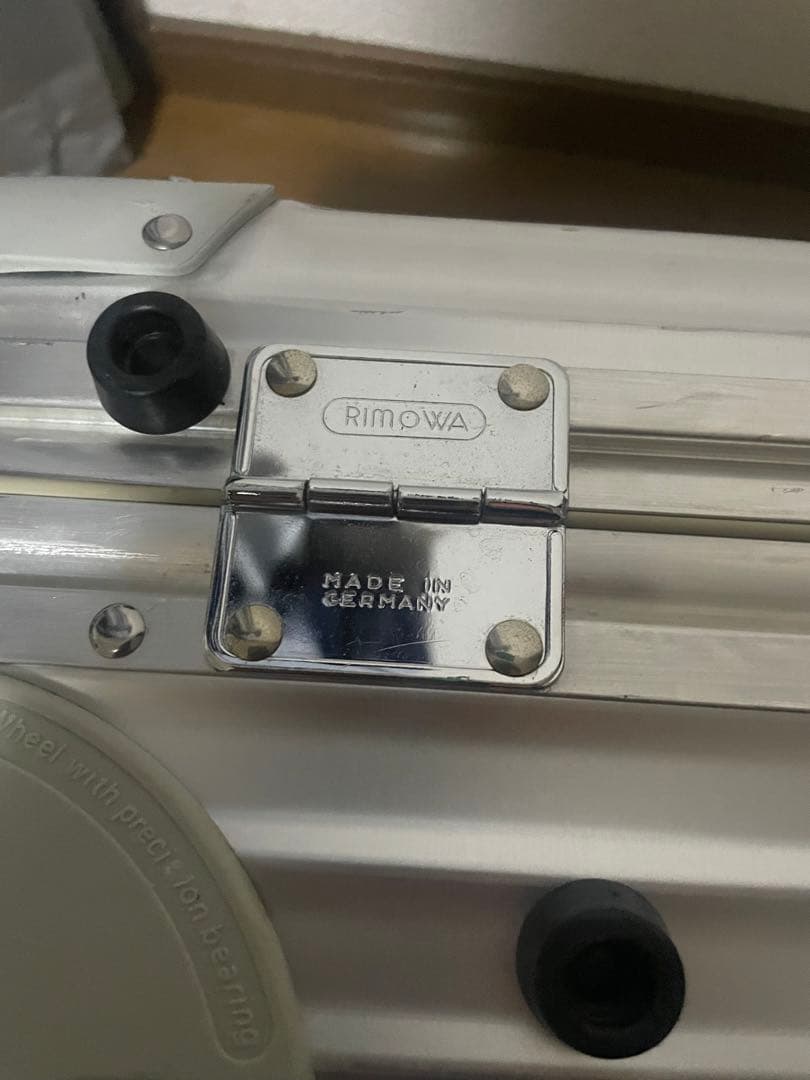 RIMOWA
MADE IN
GERMANY
Wheel with precision bearing